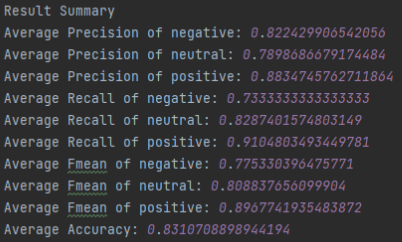 Result Summary
Average Precision of negative: 0.822429906542056
Average Precision of neutral: 0.7898686679174484
Average Precision of positive: 0.8834745762711864
Average Recall of negative: 0.7333333333333333
Average Recall of neutral: 0.8287401574803149
Average Recall of positive: 0.9104803493449781
Average Fmean of negative: 0.775330396475771
Average Fmean of neutral: 0.808837656099904
Average Fmean of positive: 0.8967741935483872
Average Accuracy: 0.8310708898944194